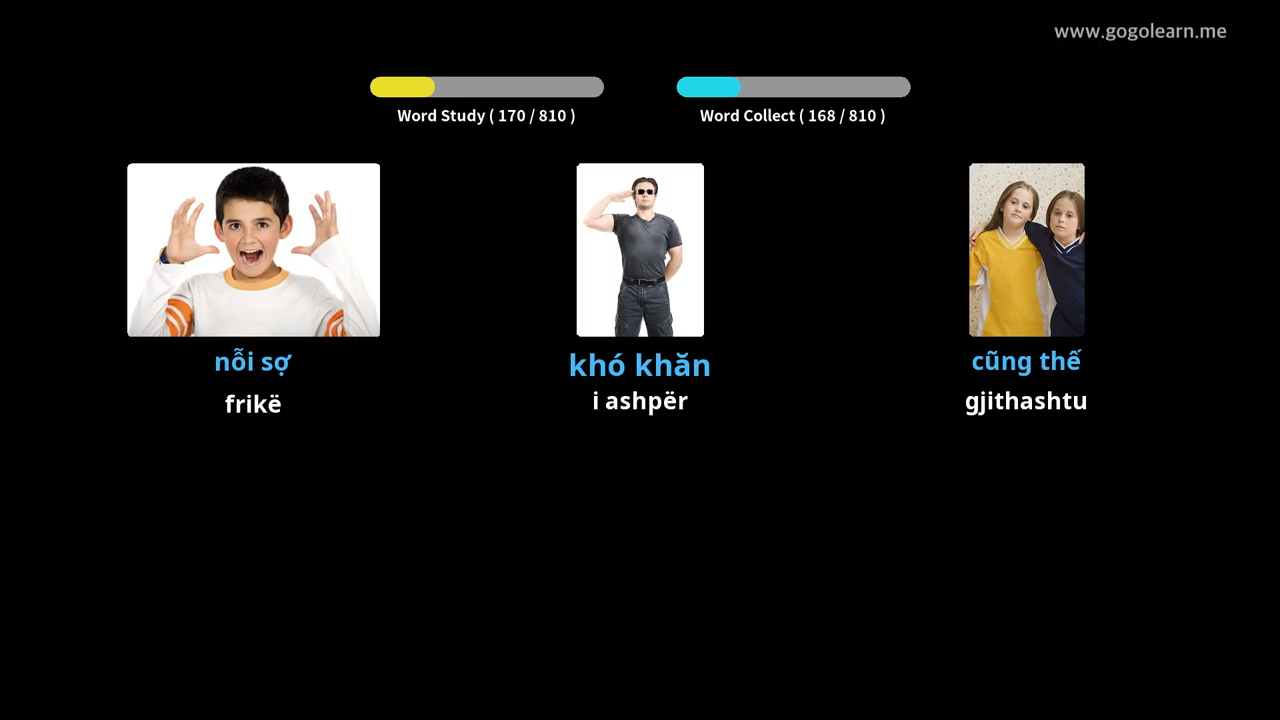 www.gogolearn.me
Word Study ( 170 / 810 )
Word Collect ( 168 / 810 )
nỗi sợ
khó khăn
cũng thế
frikë
i ashpër
gjithashtu